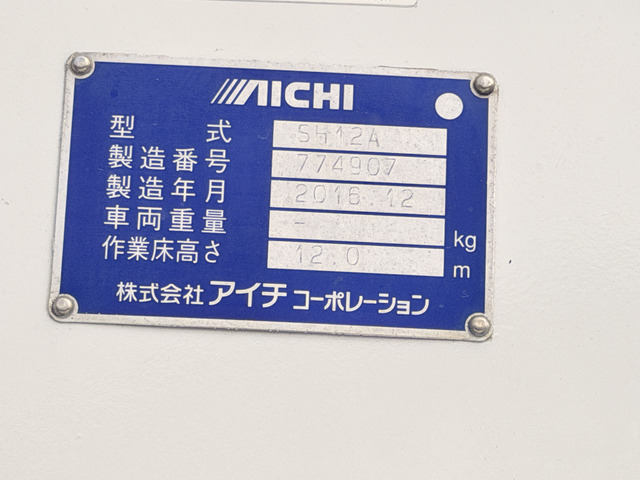 AICHI
型 式 SH12A
製造番号 774907
製造年月 2016.12
車両重量 - kg
作業床高さ 12.0 m
株式会社 アイチ コーポレーション